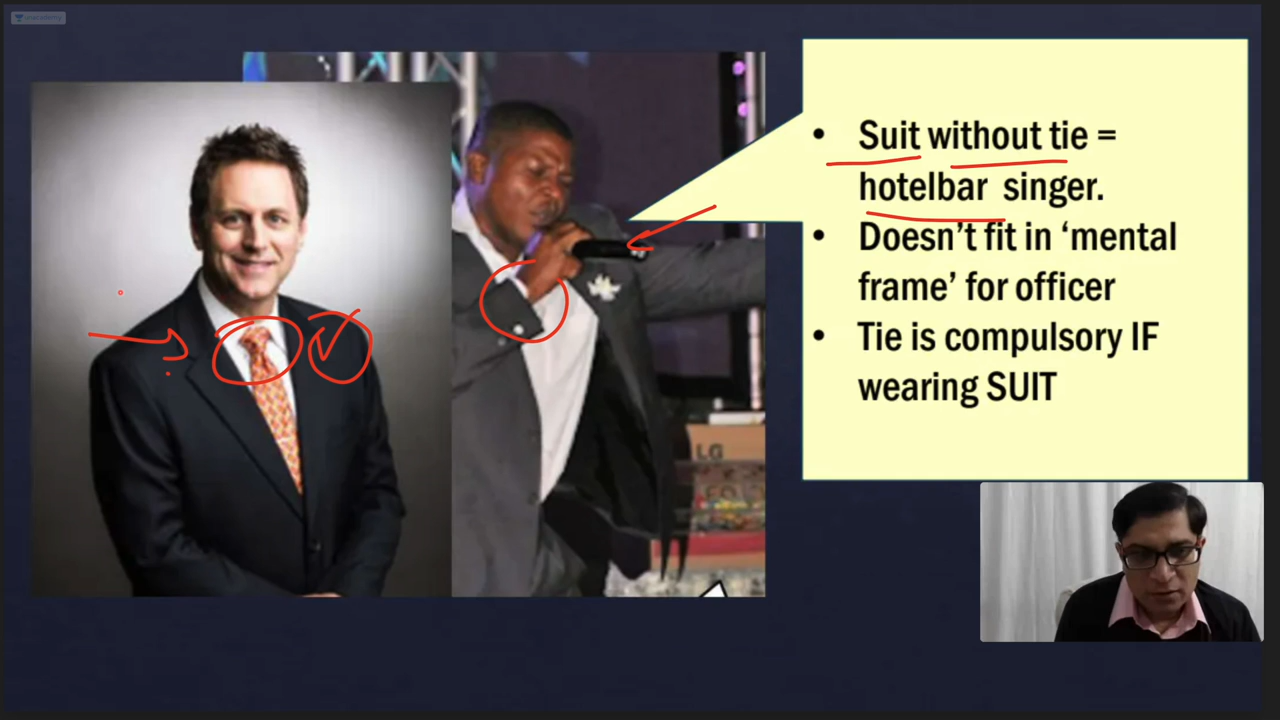 unacademy
• Suit without tie =
hotelbar singer.
• Doesn't fit in ‘mental
frame’ for officer
• Tie is compulsory IF
wearing SUIT
LG